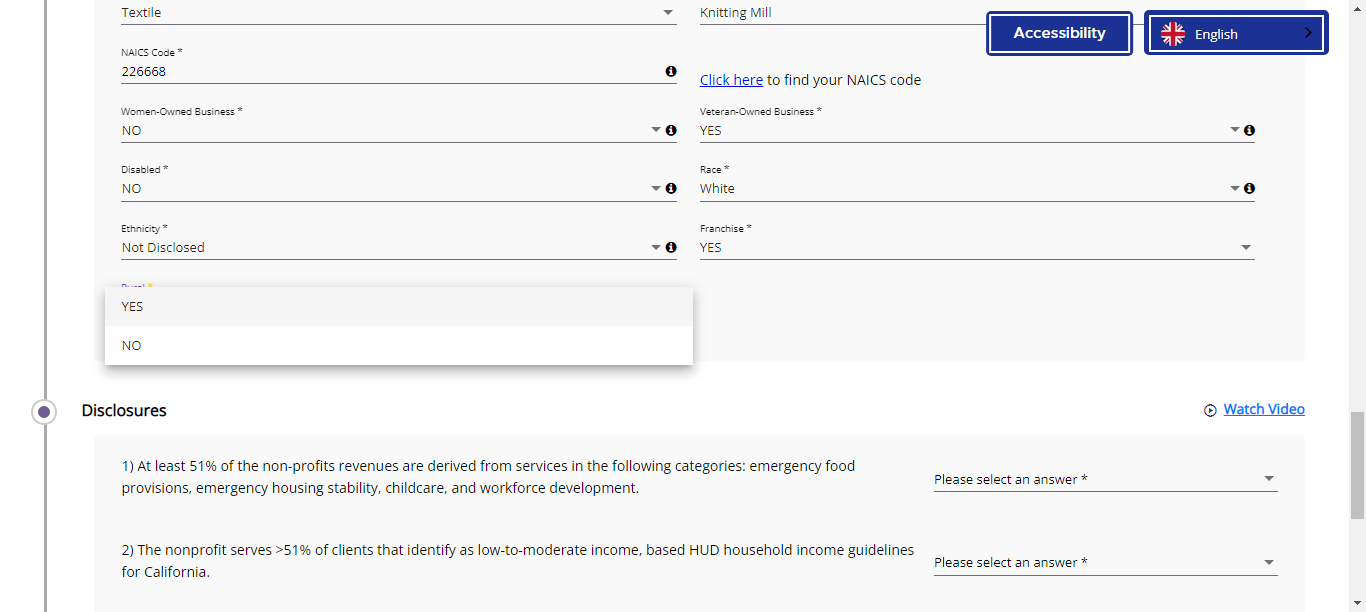 Textile
Knitting Mill
Accessibility
English
NAICS Code *
226668
Click here to find your NAICS code
Women-Owned Business *
NO
Veteran-Owned Business *
YES
Disabled *
NO
Race *
White
Ethnicity *
Not Disclosed
Franchise *
YES
Rural *
YES
NO
Disclosures
Watch Video
1) At least 51% of the non-profits revenues are derived from services in the following categories: emergency food
provisions, emergency housing stability, childcare, and workforce development.
Please select an answer *
2) The nonprofit serves >51% of clients that identify as low-to-moderate income, based HUD household income guidelines
for California.
Please select an answer *